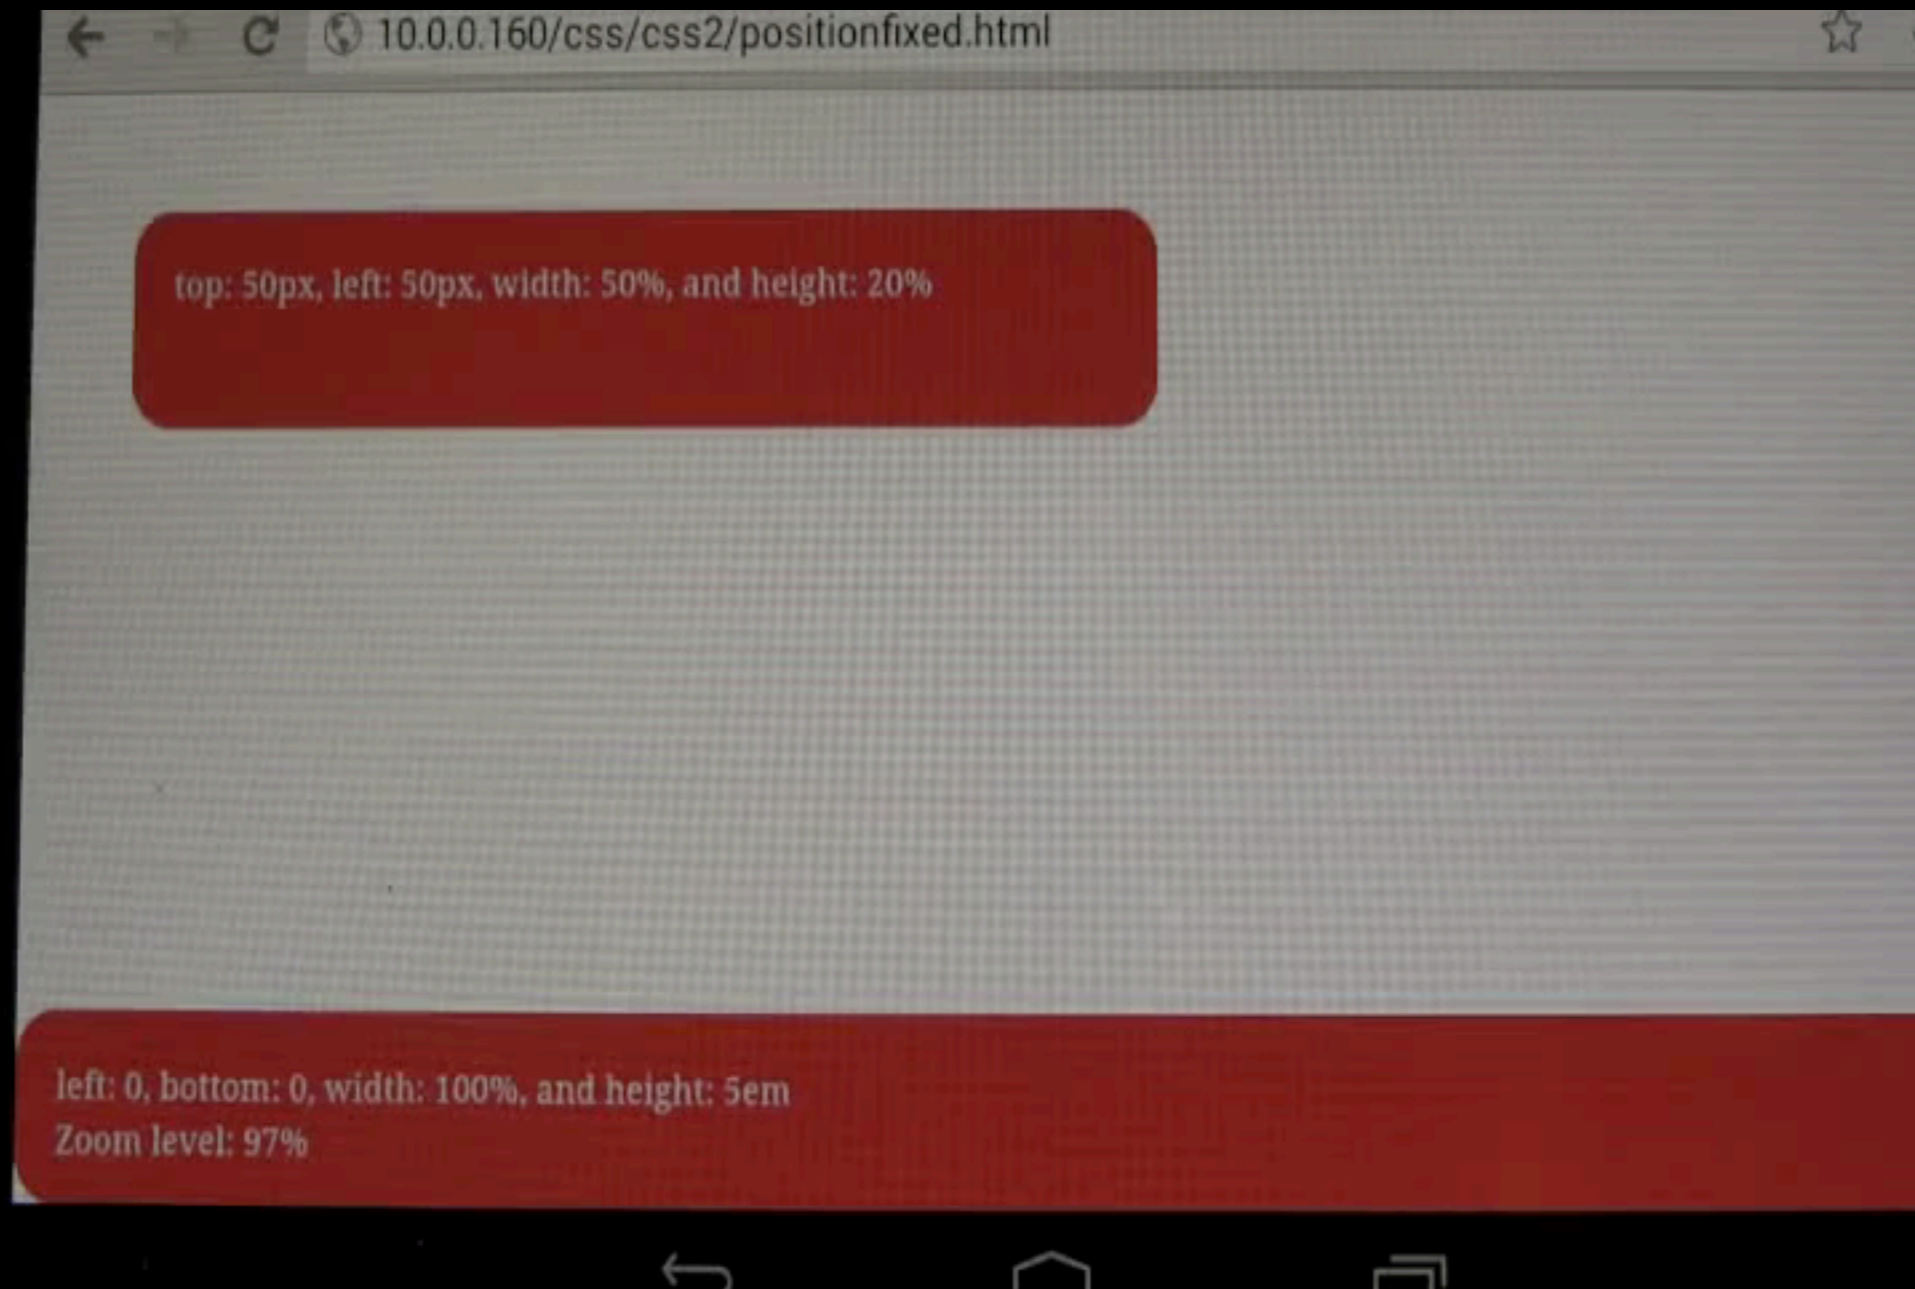 10.0.0.160/css/css2/positionfixed.html
top: 50px, left: 50px, width: 50%, and height: 20%
left: 0, bottom: 0, width: 100%, and height: 5em
Zoom level: 97%